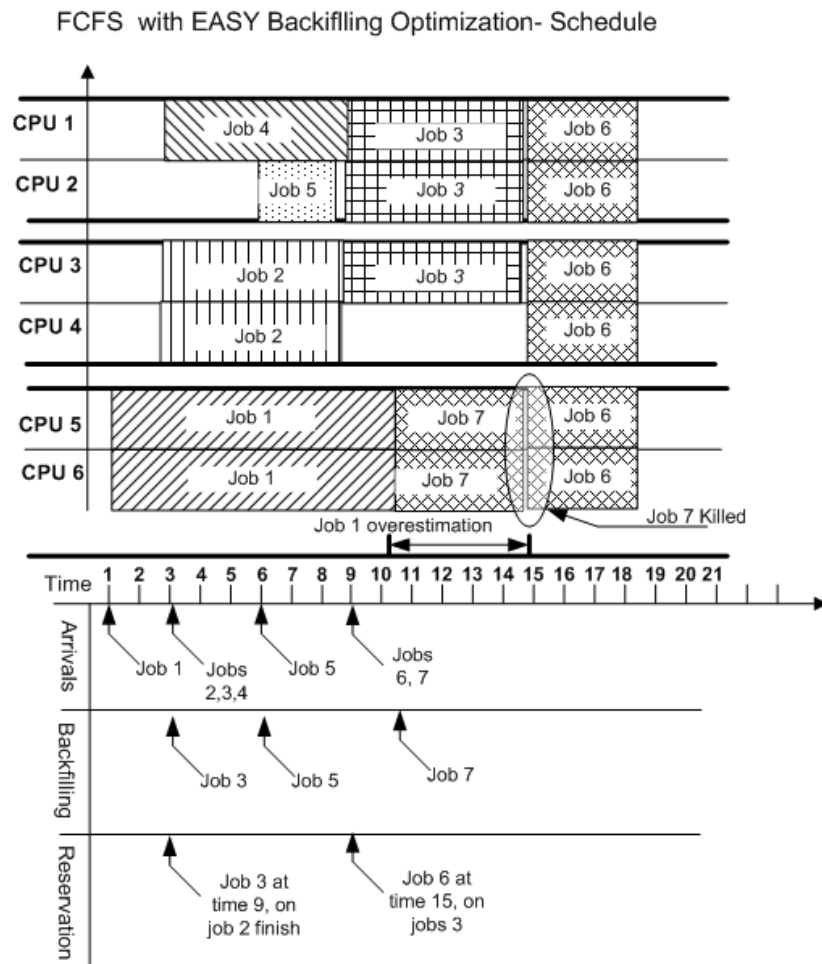 FCFS with EASY Backiflling Optimization- Schedule
CPU 1
Job 4
Job 3
Job 6
CPU 2
Job 5
Job 3
Job 6
CPU 3
Job 2
Job 3
Job 6
CPU 4
Job 2
Job 6
CPU 5
Job 1
Job 7
Job 6
CPU 6
Job 1
Job 7
Job 6
Job 1 overestimation
Job 7 Killed
Time 1 2 3 4 5 6 7 8 9 10 11 12 13 14 15 16 17 18 19 20 21
Arrivals
Job 1
Jobs
2,3,4
Job 5
Jobs
6, 7
Backfilling
Job 3
Job 5
Job 7
Reservation
Job 3 at
time 9, on
job 2 finish
Job 6 at
time 15, on
jobs 3